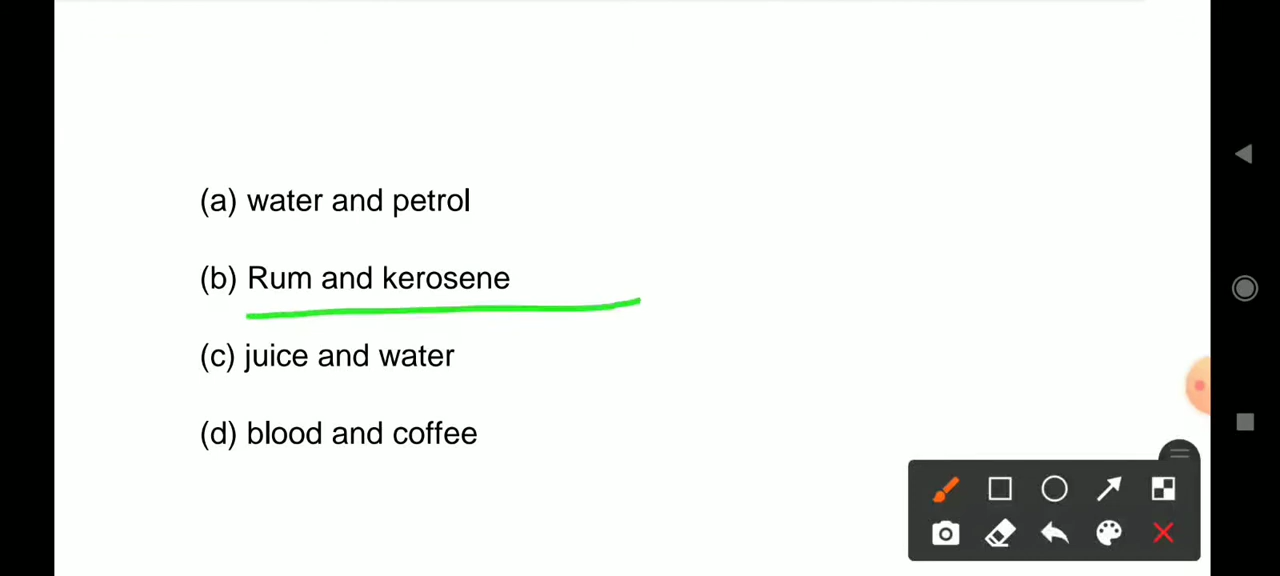 (a) water and petrol
(b) Rum and kerosene
(c) juice and water
(d) blood and coffee